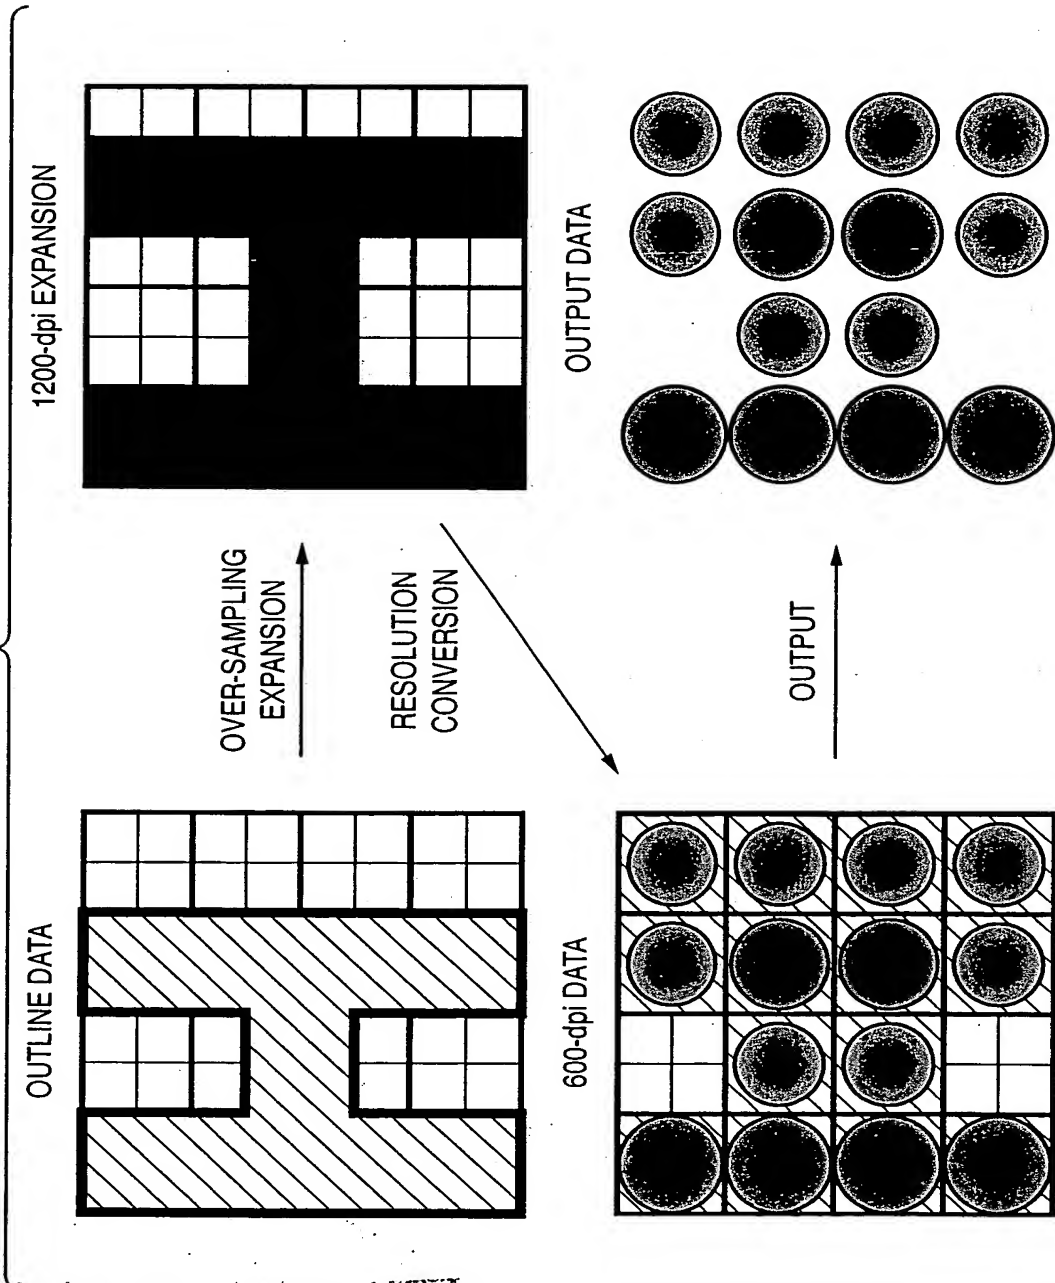 OUTLINE DATA
OVER-SAMPLING
EXPANSION
1200-dpi EXPANSION
RESOLUTION
CONVERSION
600-dpi DATA
OUTPUT
OUTPUT DATA